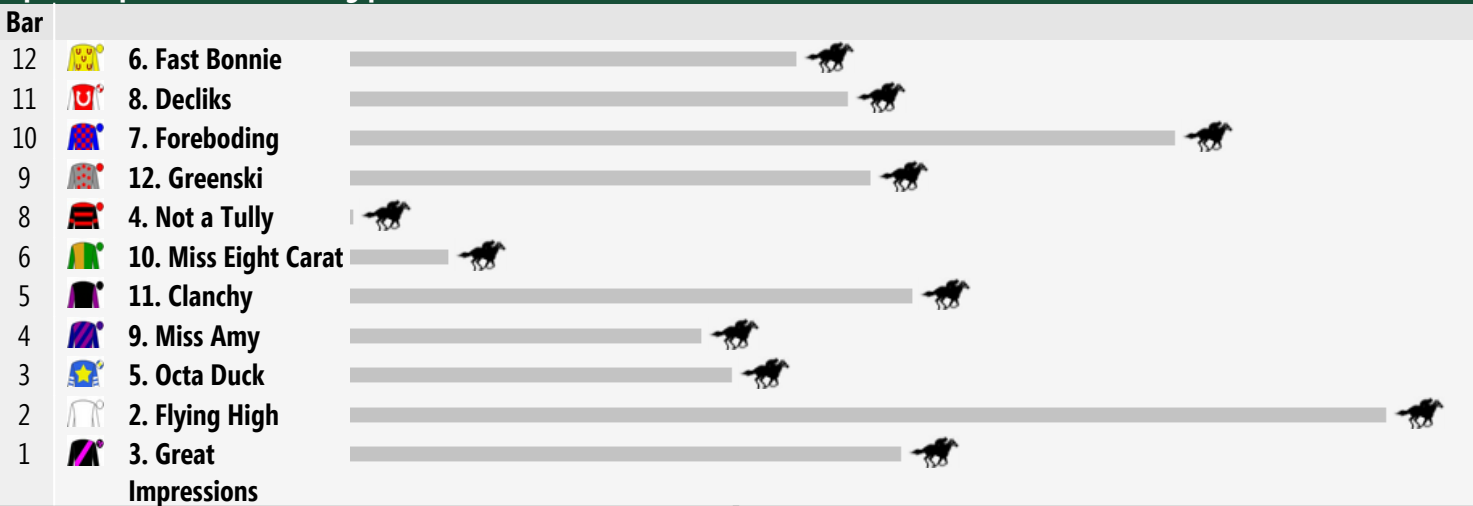 Bar
12 6. Fast Bonnie
11 8. Decliks
10 7. Foreboding
9 12. Greenski
8 4. Not a Tully
6 10. Miss Eight Carat
5 11. Clanchy
4 9. Miss Amy
3 5. Octa Duck
2 2. Flying High
1 3. Great
Impressions